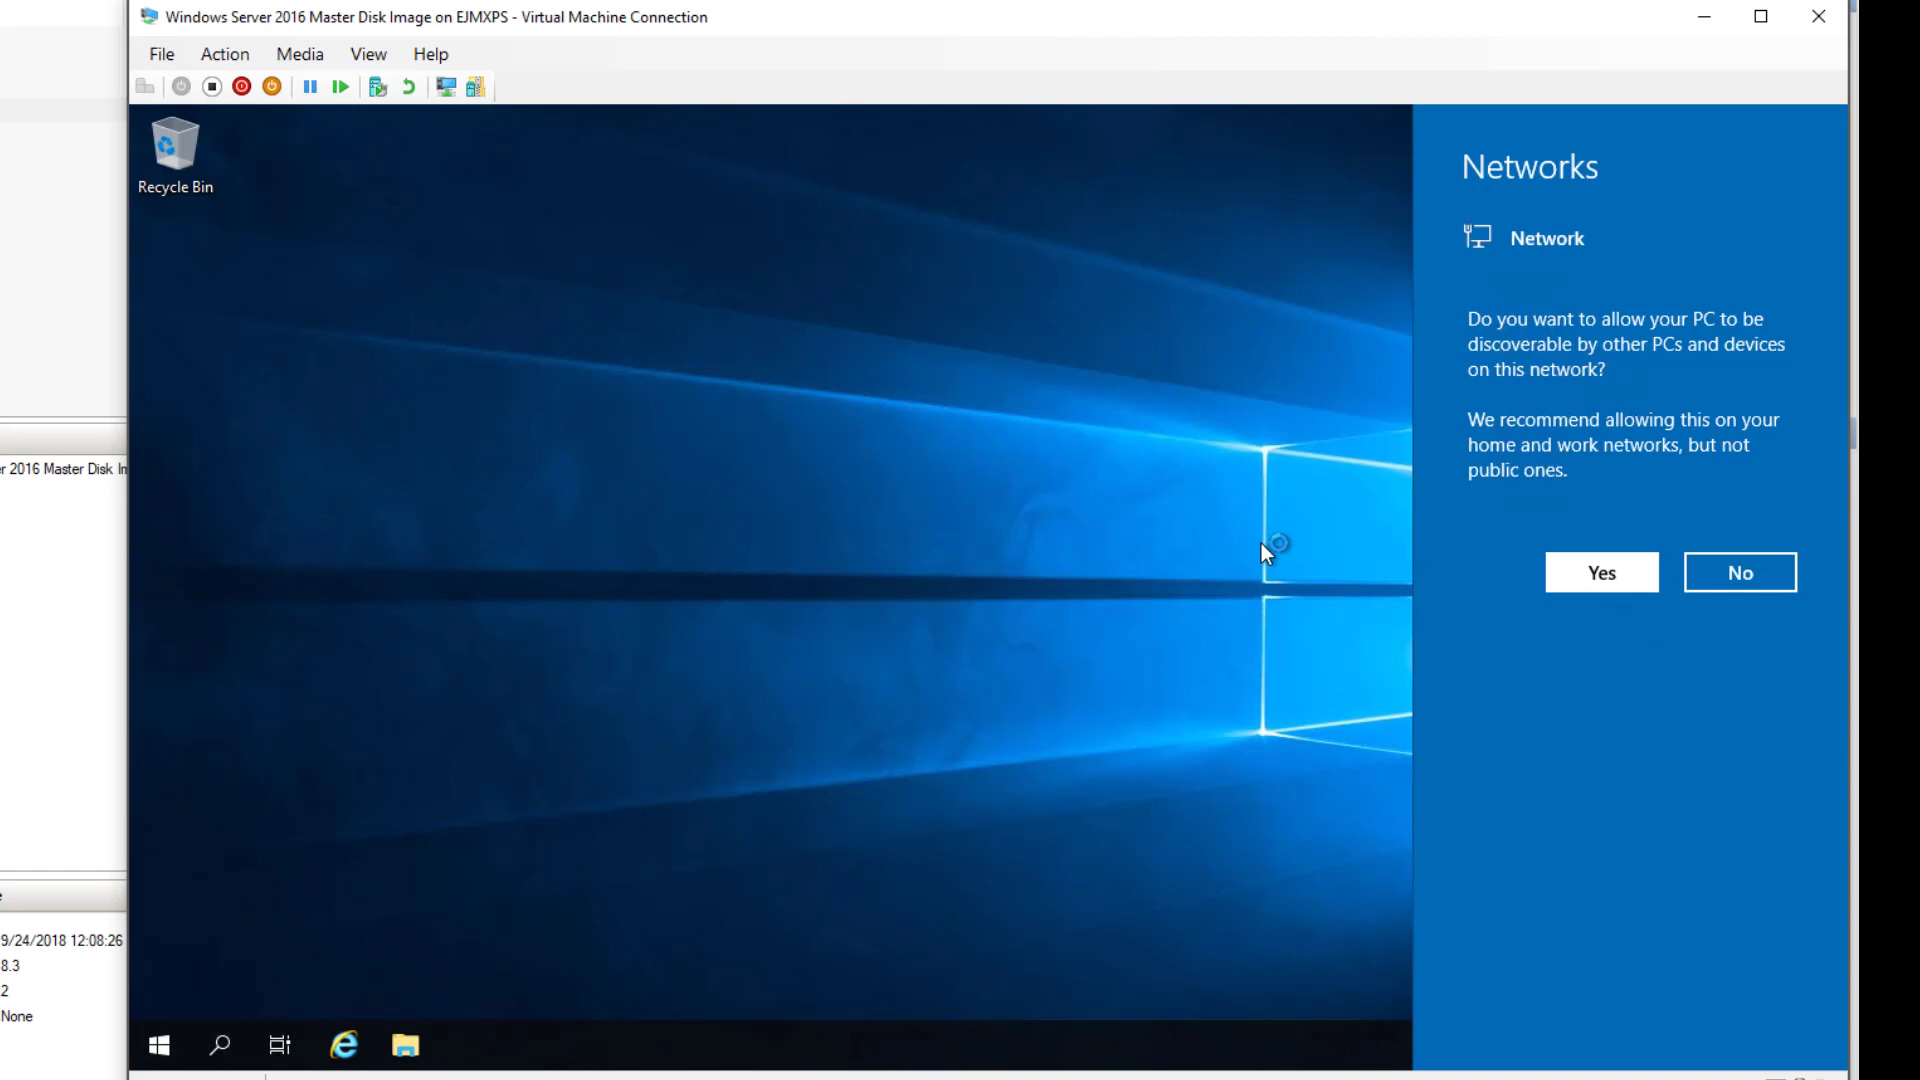 Windows Server 2016 Master Disk Image on EJMXPS - Virtual Machine Connection
File Action Media View Help
Recycle Bin
Networks
Network
Do you want to allow your PC to be
discoverable by other PCs and devices
on this network?
We recommend allowing this on your
home and work networks, but not
public ones.
Yes No
r 2016 Master Disk In
9/24/2018 12:08:26
8.3
2
None